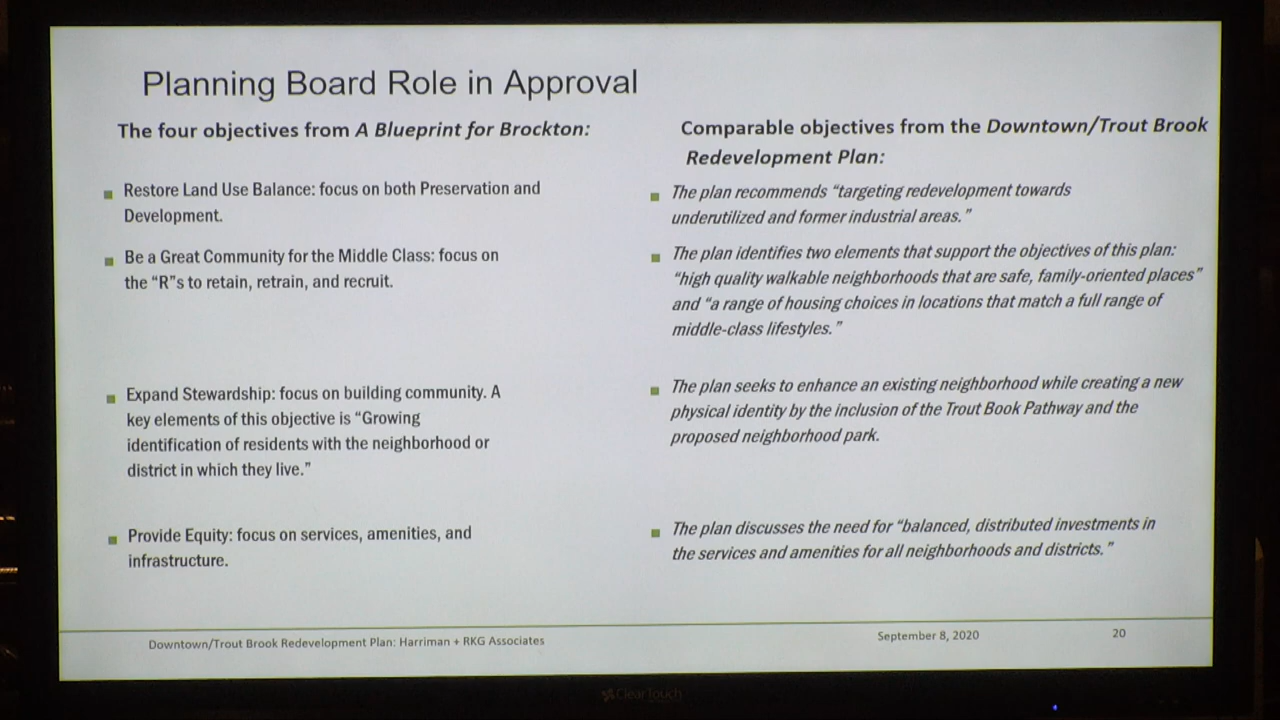 Planning Board Role in Approval
The four objectives from A Blueprint for Brockton:
Restore Land Use Balance: focus on both Preservation and
Development.
Be a Great Community for the Middle Class: focus on
the “R”s to retain, retrain, and recruit.
Expand Stewardship: focus on building community. A
key elements of this objective is “Growing
identification of residents with the neighborhood or
district in which they live.”
Provide Equity: focus on services, amenities, and
infrastructure.
Comparable objectives from the Downtown/Trout Brook
Redevelopment Plan:
The plan recommends “targeting redevelopment towards
underutilized and former industrial areas.”
The plan identifies two elements that support the objectives of this plan:
“high quality walkable neighborhoods that are safe, family-oriented places”
and “a range of housing choices in locations that match a full range of
middle-class lifestyles.”
The plan seeks to enhance an existing neighborhood while creating a new
physical identity by the inclusion of the Trout Book Pathway and the
proposed neighborhood park.
The plan discusses the need for “balanced, distributed investments in
the services and amenities for all neighborhoods and districts.”
Downtown/Trout Brook Redevelopment Plan: Harriman + RKG Associates
September 8, 2020
20
ClearTouch